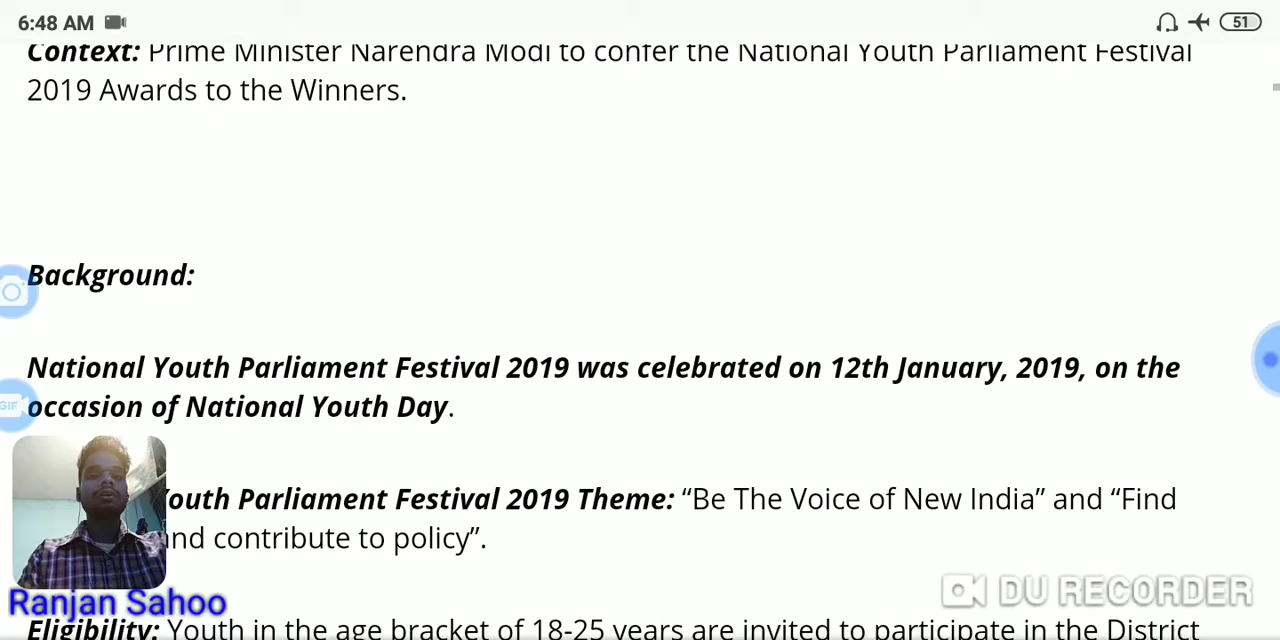 6:48 AM
51
Context: Prime Minister Narendra Modi to confer the National Youth Parliament Festival
2019 Awards to the Winners.
Background:
National Youth Parliament Festival 2019 was celebrated on 12th January, 2019, on the
GIF
occasion of National Youth Day.
Youth Parliament Festival 2019 Theme: “Be The Voice of New India” and “Find
and contribute to policy”.
DU RECORDER
Ranjan Sahoo
Eligibility: Youth in the age bracket of 18-25 years are invited to participate in the District